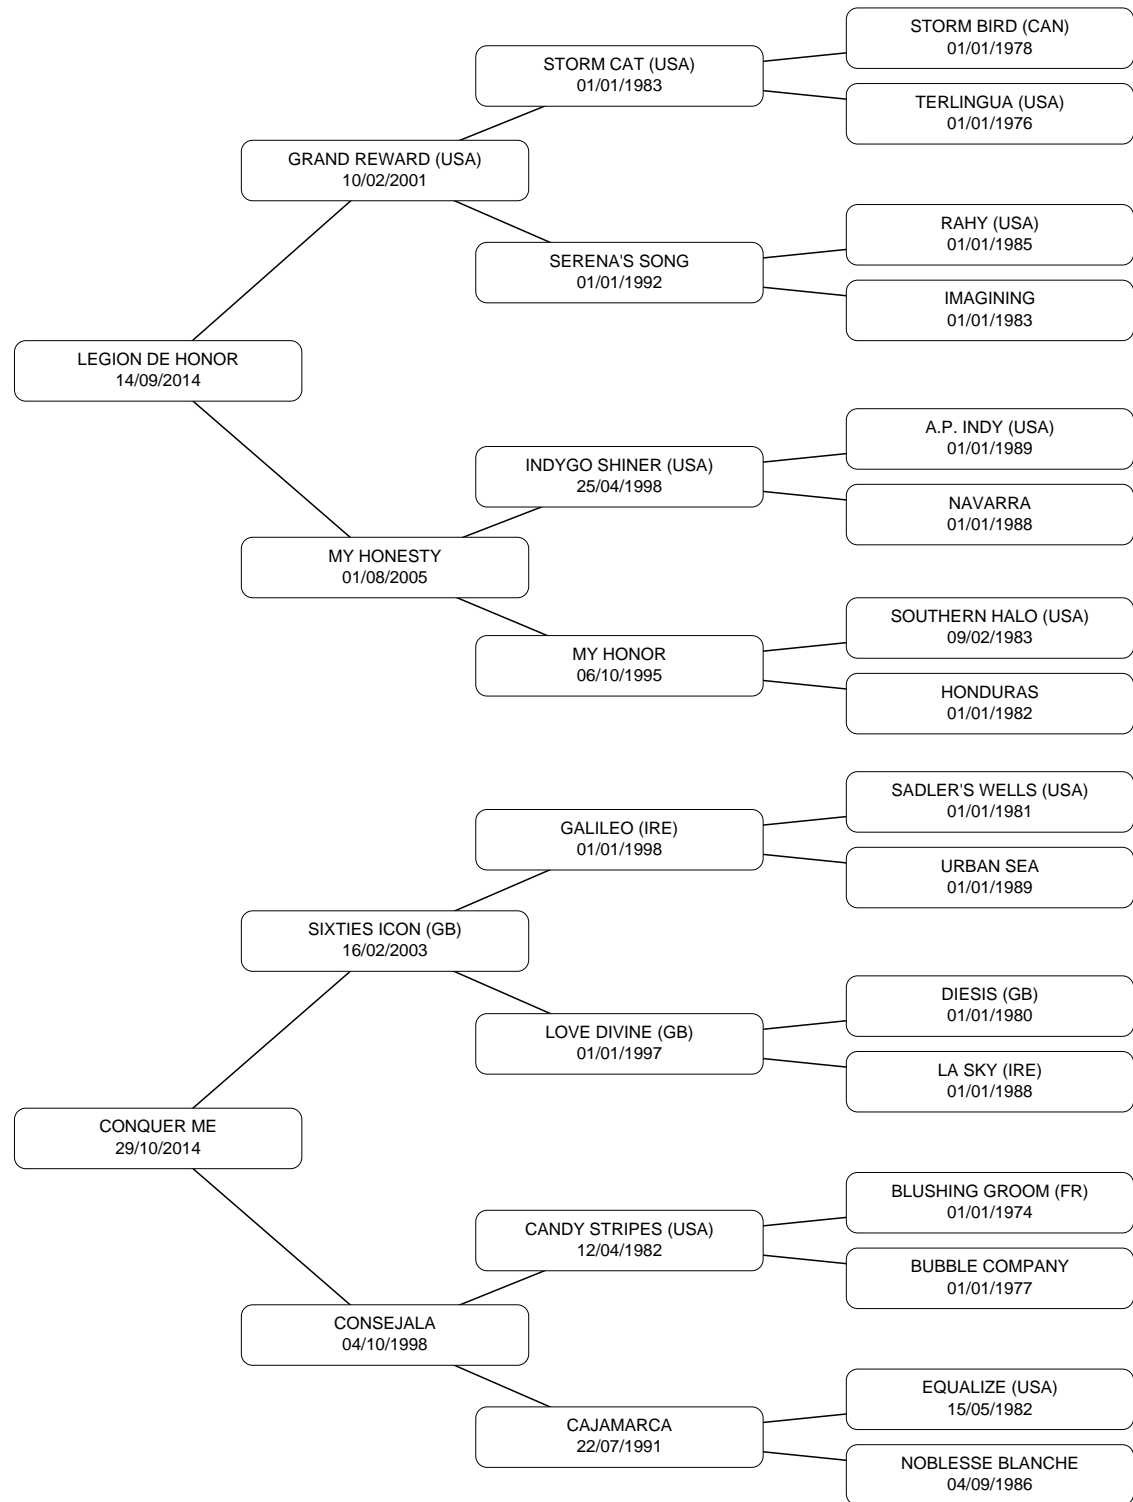 STORM BIRD (CAN)
01/01/1978
STORM CAT (USA)
01/01/1983
TERLINGUA (USA)
01/01/1976
GRAND REWARD (USA)
10/02/2001
RAHY (USA)
01/01/1985
SERENA'S SONG
01/01/1992
IMAGINING
01/01/1983
LEGION DE HONOR
14/09/2014
A.P. INDY (USA)
01/01/1989
INDYGO SHINER (USA)
25/04/1998
NAVARRA
01/01/1988
MY HONESTY
01/08/2005
SOUTHERN HALO (USA)
09/02/1983
MY HONOR
06/10/1995
HONDURAS
01/01/1982
SADLER'S WELLS (USA)
01/01/1981
GALILEO (IRE)
01/01/1998
URBAN SEA
01/01/1989
SIXTIES ICON (GB)
16/02/2003
DIESIS (GB)
01/01/1980
LOVE DIVINE (GB)
01/01/1997
LA SKY (IRE)
01/01/1988
CONQUER ME
29/10/2014
BLUSHING GROOM (FR)
01/01/1974
CANDY STRIPES (USA)
12/04/1982
BUBBLE COMPANY
01/01/1977
CONSEJALA
04/10/1998
EQUALIZE (USA)
15/05/1982
CAJAMARCA
22/07/1991
NOBLESSE BLANCHE
04/09/1986